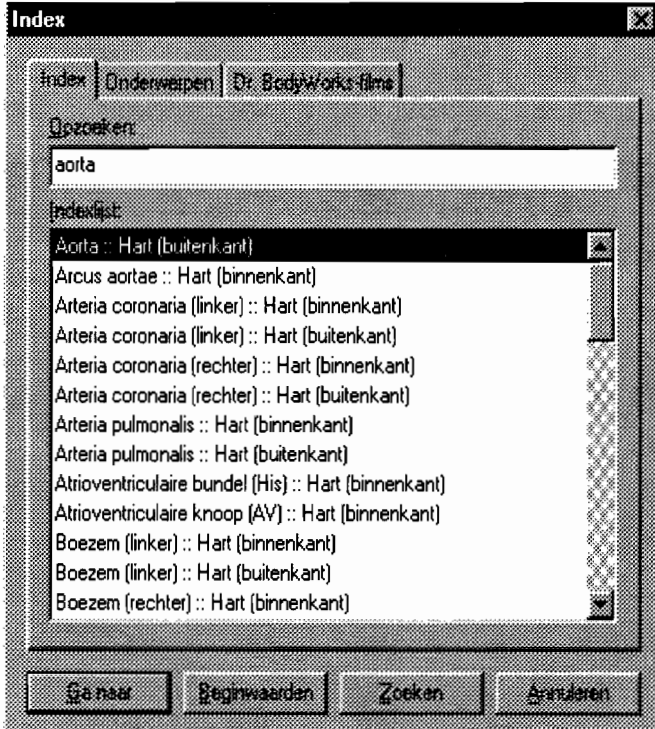 Index
Index Onderwerpen Dr. BodyWorks-films
Opzoeken:
aorta
Indexlijst:
Aorta :: Hart (buitenkant)
Arcus aortae :: Hart (binnenkant)
Arteria coronaria (linker) :: Hart (binnenkant)
Arteria coronaria (linker) :: Hart (buitenkant)
Arteria coronaria (rechter) :: Hart (binnenkant)
Arteria coronaria (rechter) :: Hart (buitenkant)
Arteria pulmonalis :: Hart (binnenkant)
Arteria pulmonalis :: Hart (buitenkant)
Atrioventriculaire bundel (His) :: Hart (binnenkant)
Atrioventriculaire knoop (AV) :: Hart (binnenkant)
Boezem (linker) :: Hart (binnenkant)
Boezem (linker) :: Hart (buitenkant)
Boezem (rechter) :: Hart (binnenkant)
Ga naar Beginwaarden Zoeken Annuleren